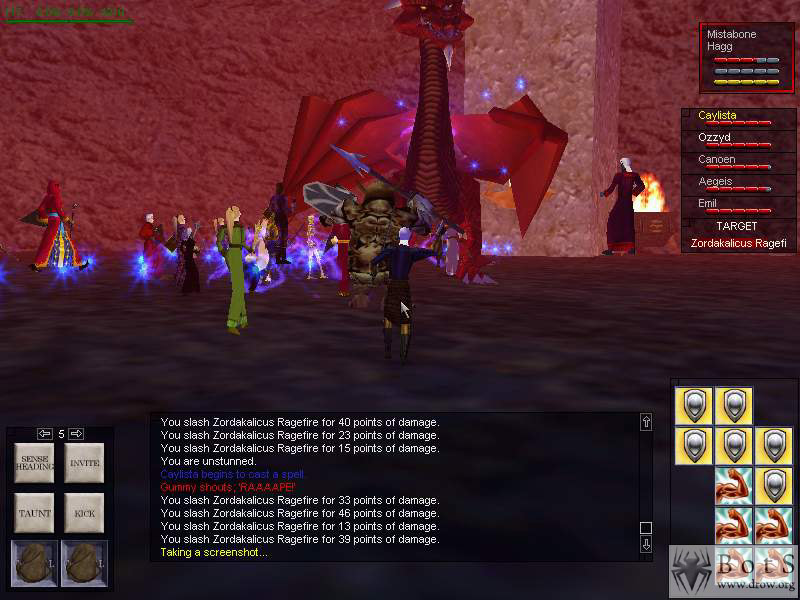 Mistabone
Hagg
Caylista
Ozzyd
Canoen
Aegeis
Emil
TARGET
Zordakalicus Ragefi
5
SENSE
HEADING
INVITE
TAUNT
KICK
L
L
You slash Zordakalicus Ragefire for 40 points of damage.
You slash Zordakalicus Ragefire for 23 points of damage.
You slash Zordakalicus Ragefire for 15 points of damage.
You are unstunned.
Caylista begins to cast a spell.
Gummy shouts, 'RAAAAPE!'
You slash Zordakalicus Ragefire for 33 points of damage.
You slash Zordakalicus Ragefire for 46 points of damage.
You slash Zordakalicus Ragefire for 13 points of damage.
You slash Zordakalicus Ragefire for 39 points of damage.
Taking a screenshot...
BotS
www.drow.org